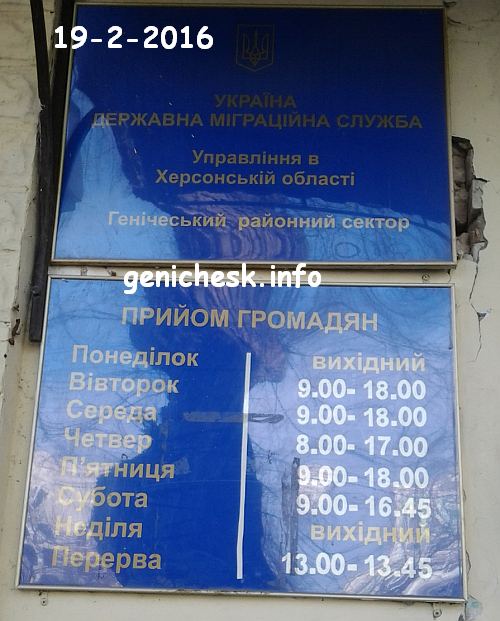 19-2-2016
УКРАЇНА
ДЕРЖАВНА МІГРАЦІЙНА СЛУЖБА
Управління в
Херсонській області
Генічеський районний сектор
genichesk.info
ПРИЙОМ ГРОМАДЯН
Понеділок вихідний
Вівторок 9.00-18.00
Середа 9.00-18.00
Четвер 8.00-17.00
П'ятниця 9.00-18.00
Субота 9.00-16.45
Неділя вихідний
Перерва 13.00-13.45